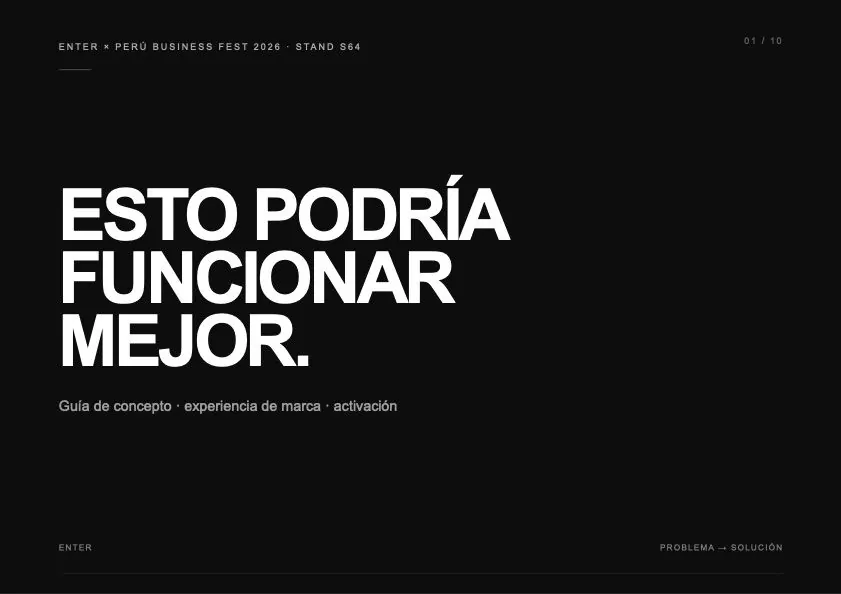 ENTER × PERÚ BUSINESS FEST 2026 · STAND S64
01 / 10
ESTO PODRÍA
FUNCIONAR
MEJOR.
Guía de concepto · experiencia de marca · activación
ENTER
PROBLEMA → SOLUCIÓN